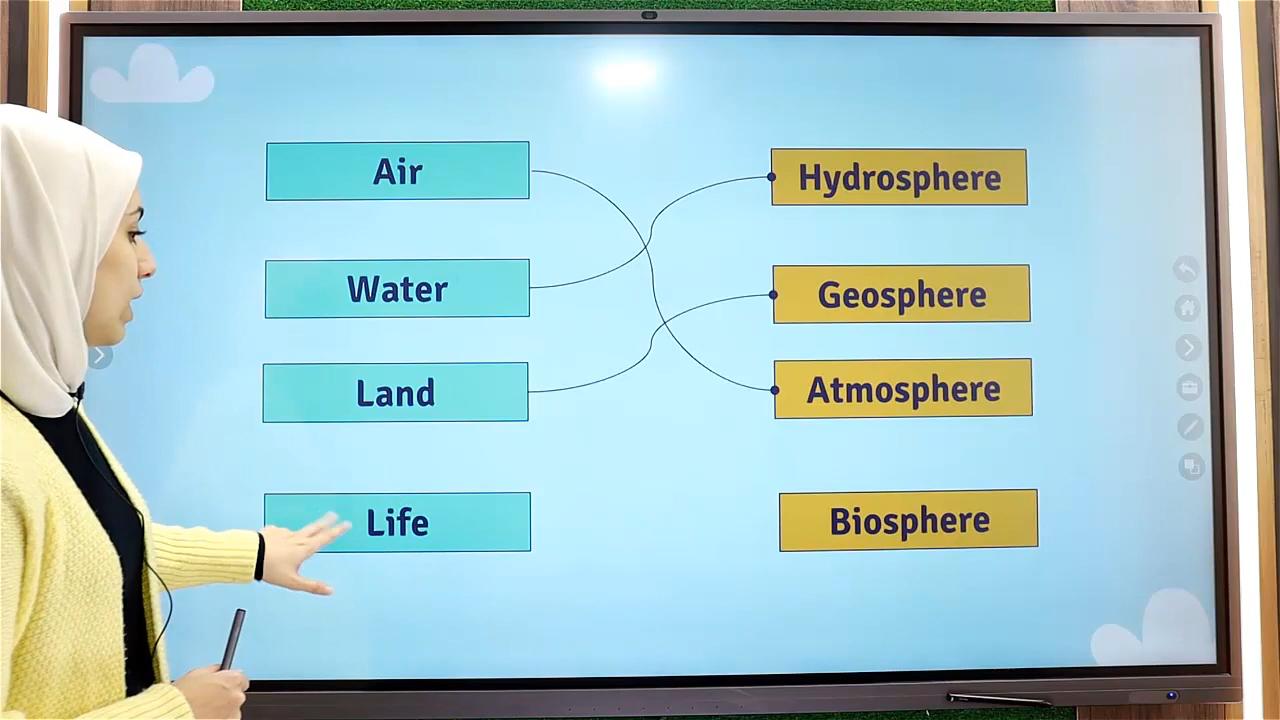 Air
Hydrosphere
Water
Geosphere
Land
Atmosphere
Life
Biosphere